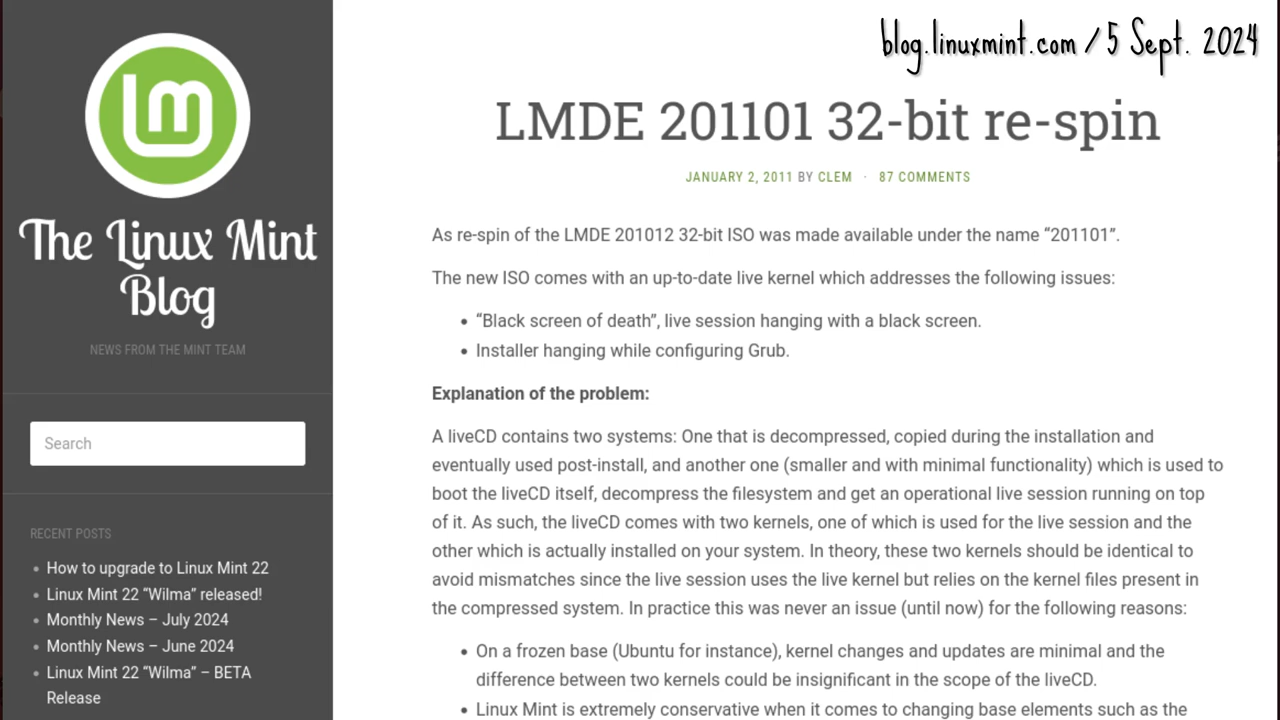 blog.linuxmint.com / 5 Sept. 2024
lm
The Linux Mint
Blog
NEWS FROM THE MINT TEAM
Search
RECENT POSTS
• How to upgrade to Linux Mint 22
• Linux Mint 22 “Wilma” released!
• Monthly News – July 2024
• Monthly News – June 2024
• Linux Mint 22 “Wilma” – BETA
Release
LMDE 201101 32-bit re-spin
JANUARY 2, 2011 BY CLEM · 87 COMMENTS
As re-spin of the LMDE 201012 32-bit ISO was made available under the name “201101”.
The new ISO comes with an up-to-date live kernel which addresses the following issues:
• “Black screen of death”, live session hanging with a black screen.
• Installer hanging while configuring Grub.
Explanation of the problem:
A liveCD contains two systems: One that is decompressed, copied during the installation and
eventually used post-install, and another one (smaller and with minimal functionality) which is used to
boot the liveCD itself, decompress the filesystem and get an operational live session running on top
of it. As such, the liveCD comes with two kernels, one of which is used for the live session and the
other which is actually installed on your system. In theory, these two kernels should be identical to
avoid mismatches since the live session uses the live kernel but relies on the kernel files present in
the compressed system. In practice this was never an issue (until now) for the following reasons:
• On a frozen base (Ubuntu for instance), kernel changes and updates are minimal and the
difference between two kernels could be insignificant in the scope of the liveCD.
• Linux Mint is extremely conservative when it comes to changing base elements such as the